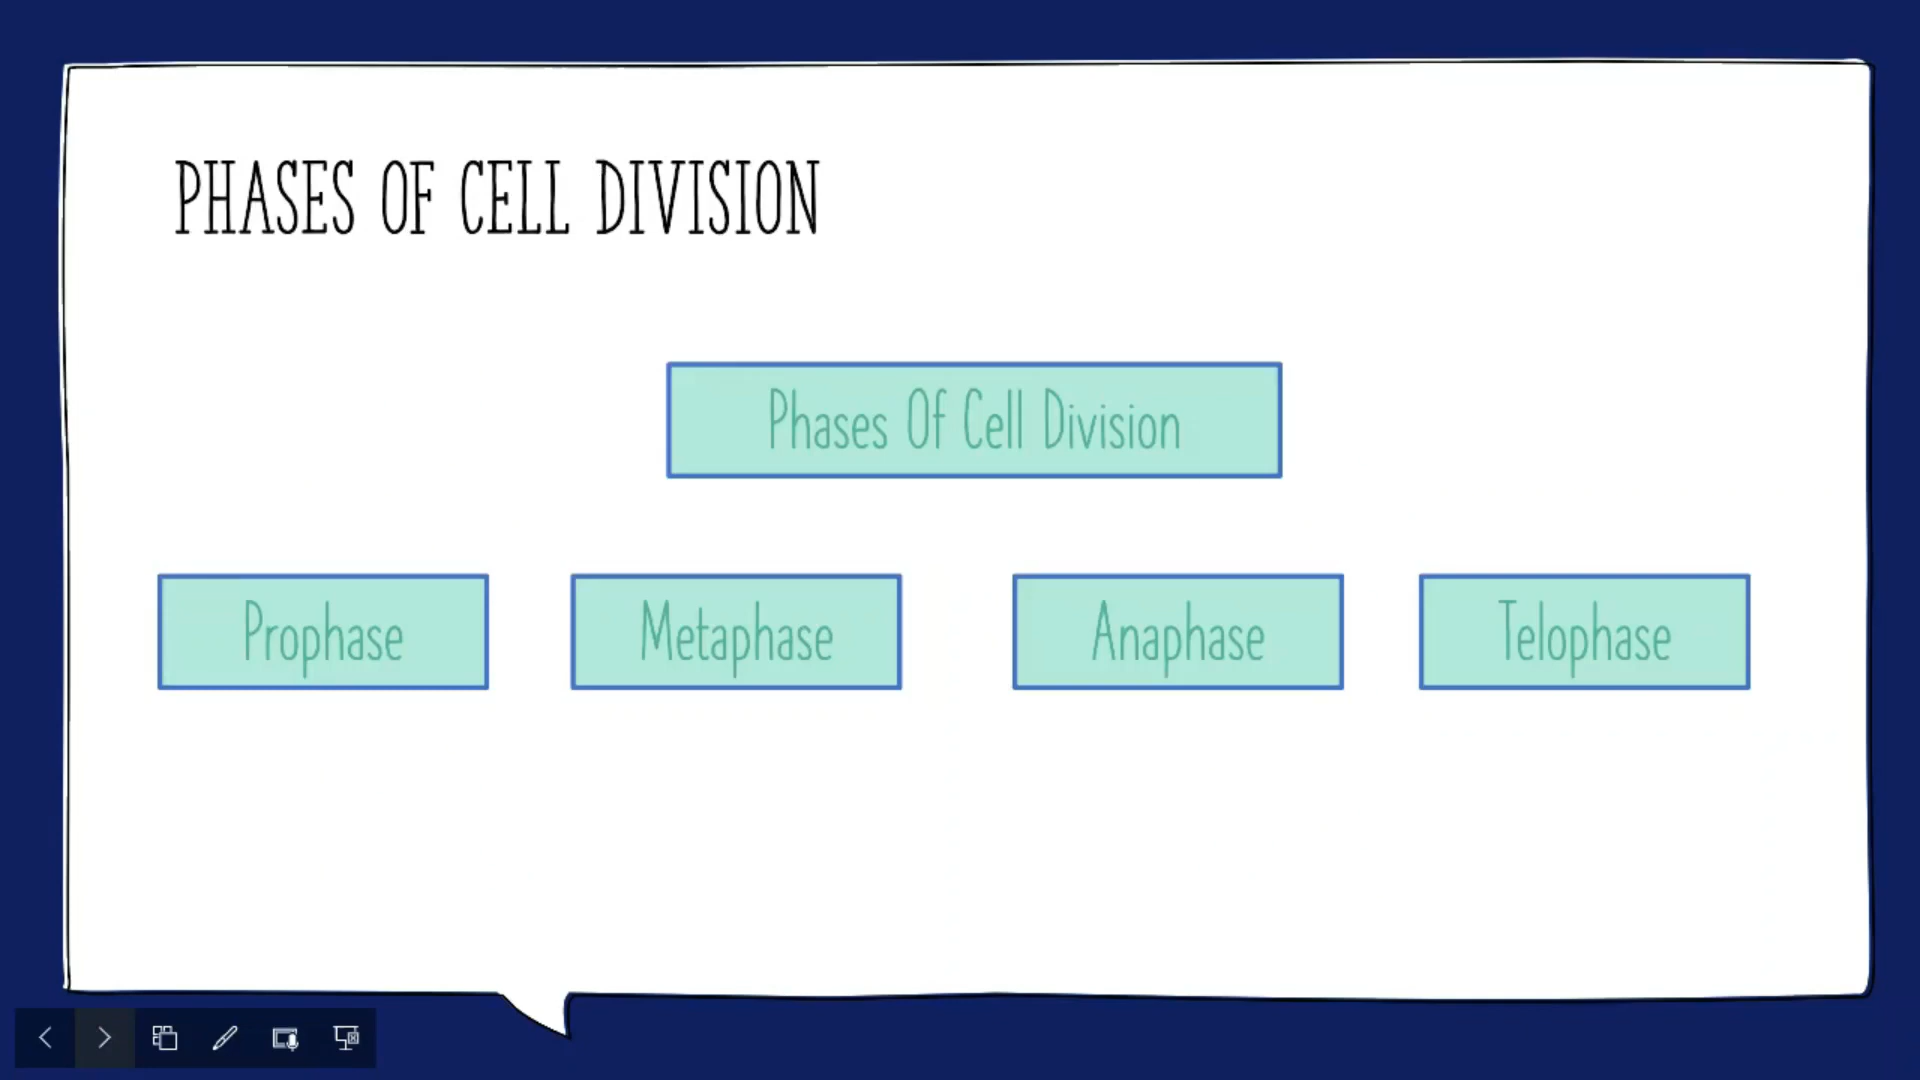 PHASES OF CELL DIVISION
Phases Of Cell Division
Prophase
Metaphase
Anaphase
Telophase